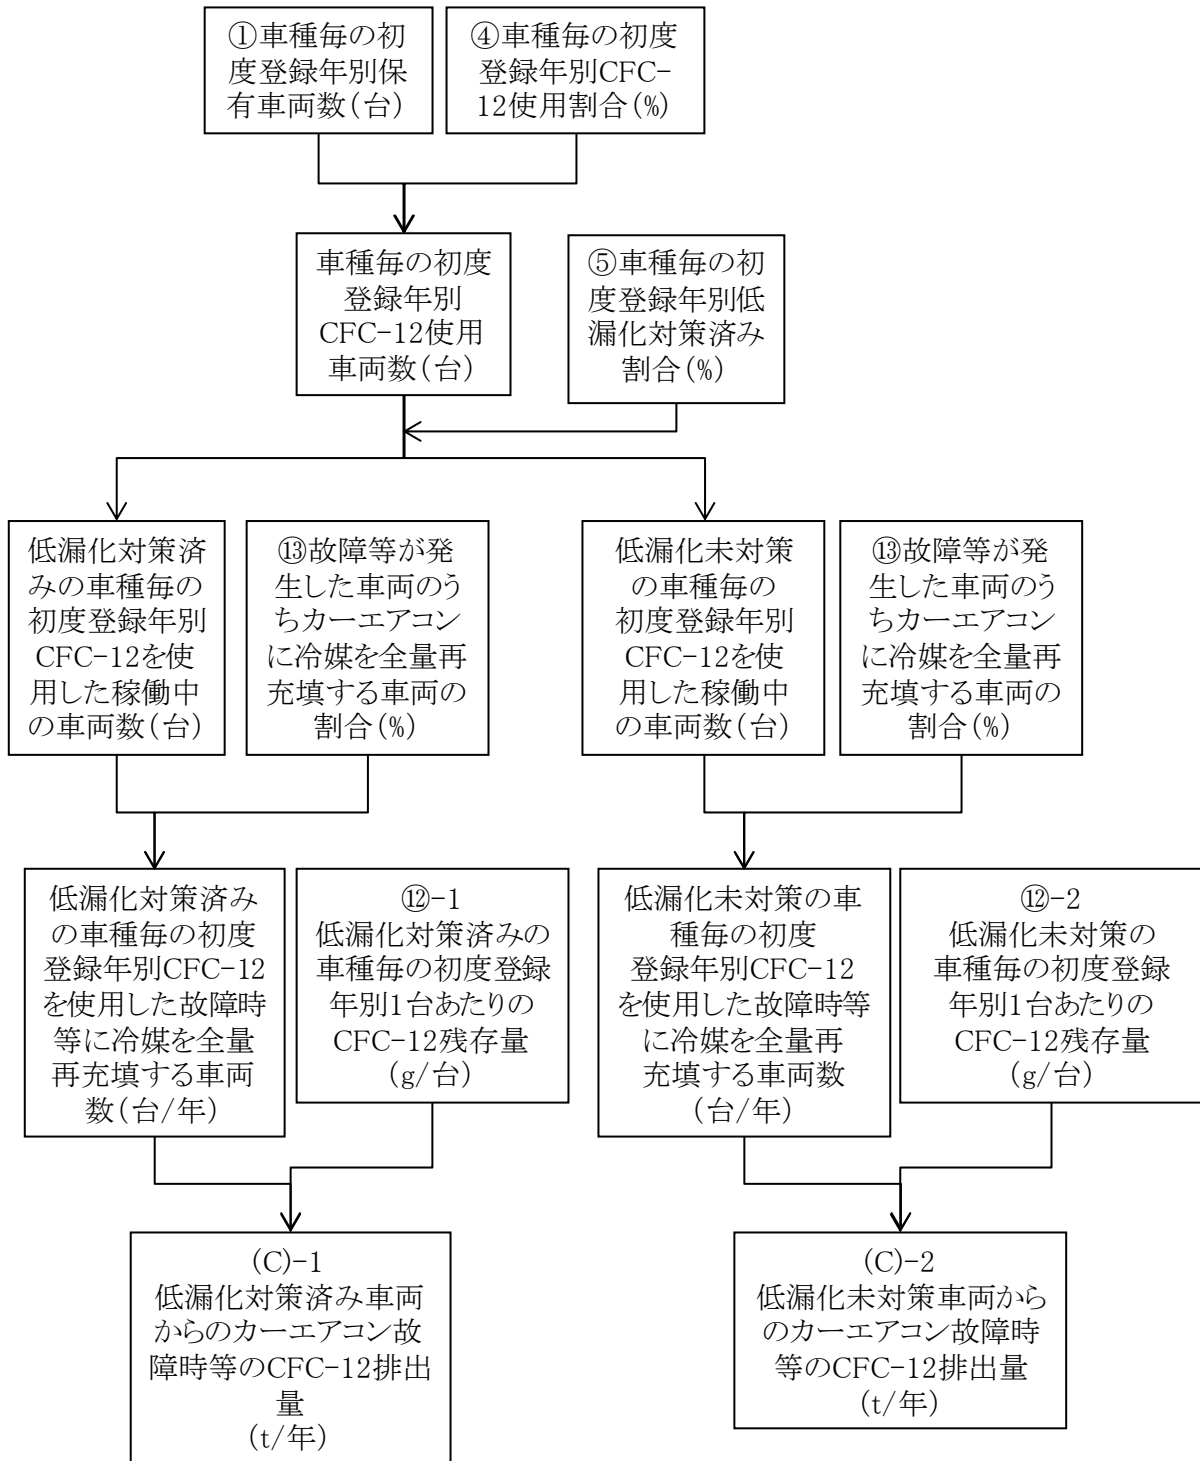 ①車種毎の初
度登録年別保
有車両数(台)
④車種毎の初度
登録年別CFC-
12使用割合(%)
車種毎の初度
登録年別
CFC-12使用
車両数(台)
⑤車種毎の初
度登録年別低
漏化対策済み
割合(%)
低漏化対策済
みの車種毎の
初度登録年別
CFC-12を使
用した稼働中
の車両数(台)
⑬故障等が発
生した車両のう
ちカーエアコン
に冷媒を全量再
充填する車両の
割合(%)
低漏化未対策
の車種毎の
初度登録年別
CFC-12を使
用した稼働中
の車両数(台)
⑬故障等が発
生した車両のう
ちカーエアコン
に冷媒を全量再
充填する車両の
割合(%)
低漏化対策済み
の車種毎の初度
登録年別CFC-12
を使用した故障時
等に冷媒を全量
再充填する車両
数(台/年)
⑫-1
低漏化対策済みの
車種毎の初度登録
年別1台あたりの
CFC-12残存量
(g/台)
低漏化未対策の車
種毎の初度
登録年別CFC-12
を使用した故障時等
に冷媒を全量再
充填する車両数
(台/年)
⑫-2
低漏化未対策の
車種毎の初度登録
年別1台あたりの
CFC-12残存量
(g/台)
(C)-1
低漏化対策済み車両
からのカーエアコン故
障時等のCFC-12排出
量
(t/年)
(C)-2
低漏化未対策車両から
のカーエアコン故障時
等のCFC-12排出量
(t/年)